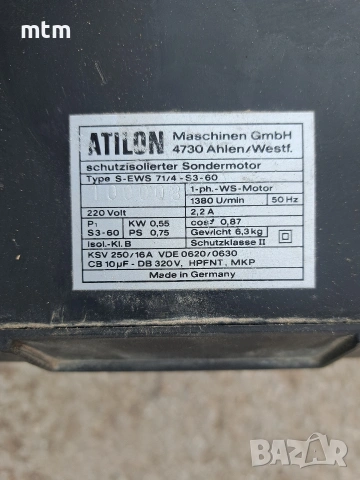 mtm
ATILON Maschinen GmbH
4730 Ahlen/Westf.
schutzisolierter Sondermotor
Type S-EWS 71/4 - S3-60
1-ph.-WS-Motor
1380 U/min 50 Hz
220 Volt 2,2 A
P₁ KW 0,55 cosᵠ 0,87
S3-60 PS 0,75 Gewicht 6,3 kg
Isol.-Kl. B Schutzklasse II
KSV 250/16A VDE 0620/0630
CB 10 µF - DB 320V, HPFNT, MKP
Made in Germany
BAZAR